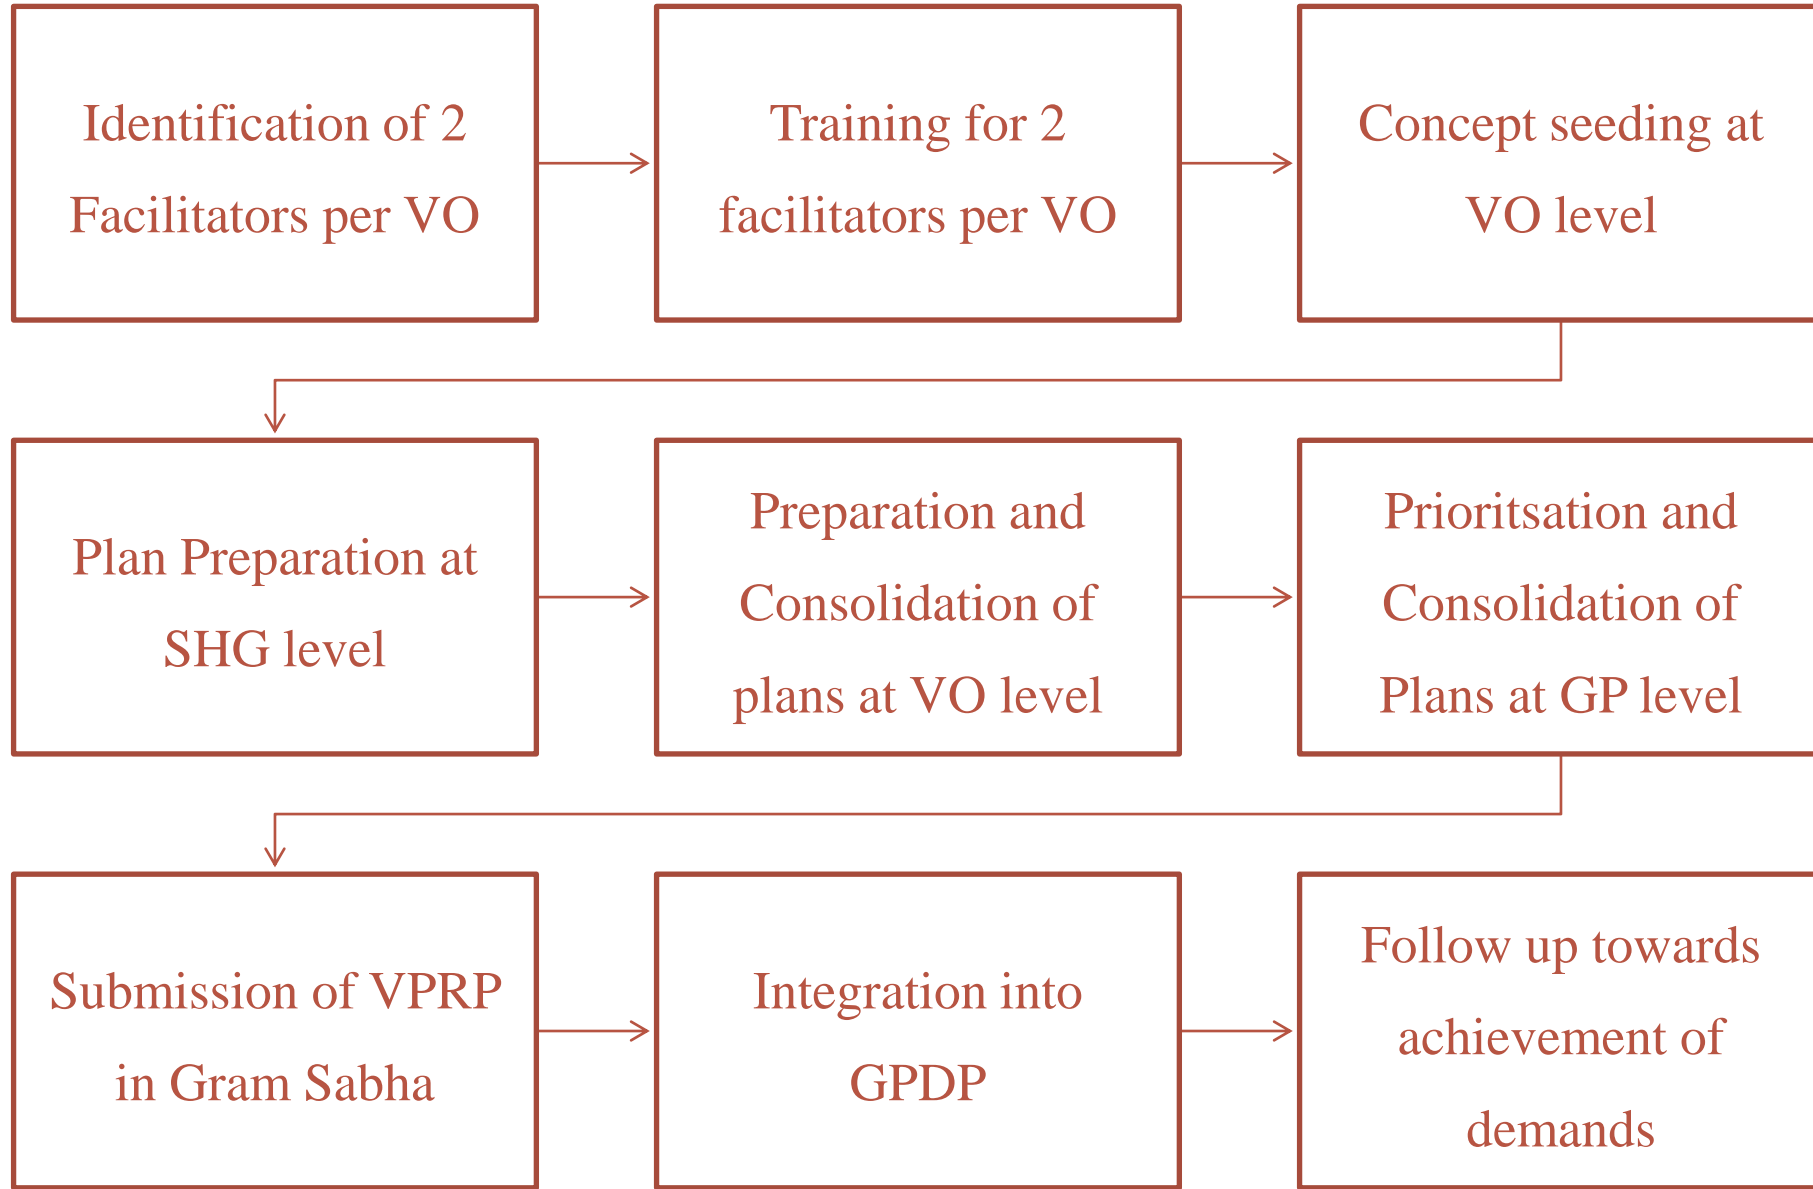 Identification of 2
Facilitators per VO
Training for 2
facilitators per VO
Concept seeding at
VO level
Plan Preparation at
SHG level
Preparation and
Consolidation of
plans at VO level
Prioritsation and
Consolidation of
Plans at GP level
Submission of VPRP
in Gram Sabha
Integration into
GPDP
Follow up towards
achievement of
demands